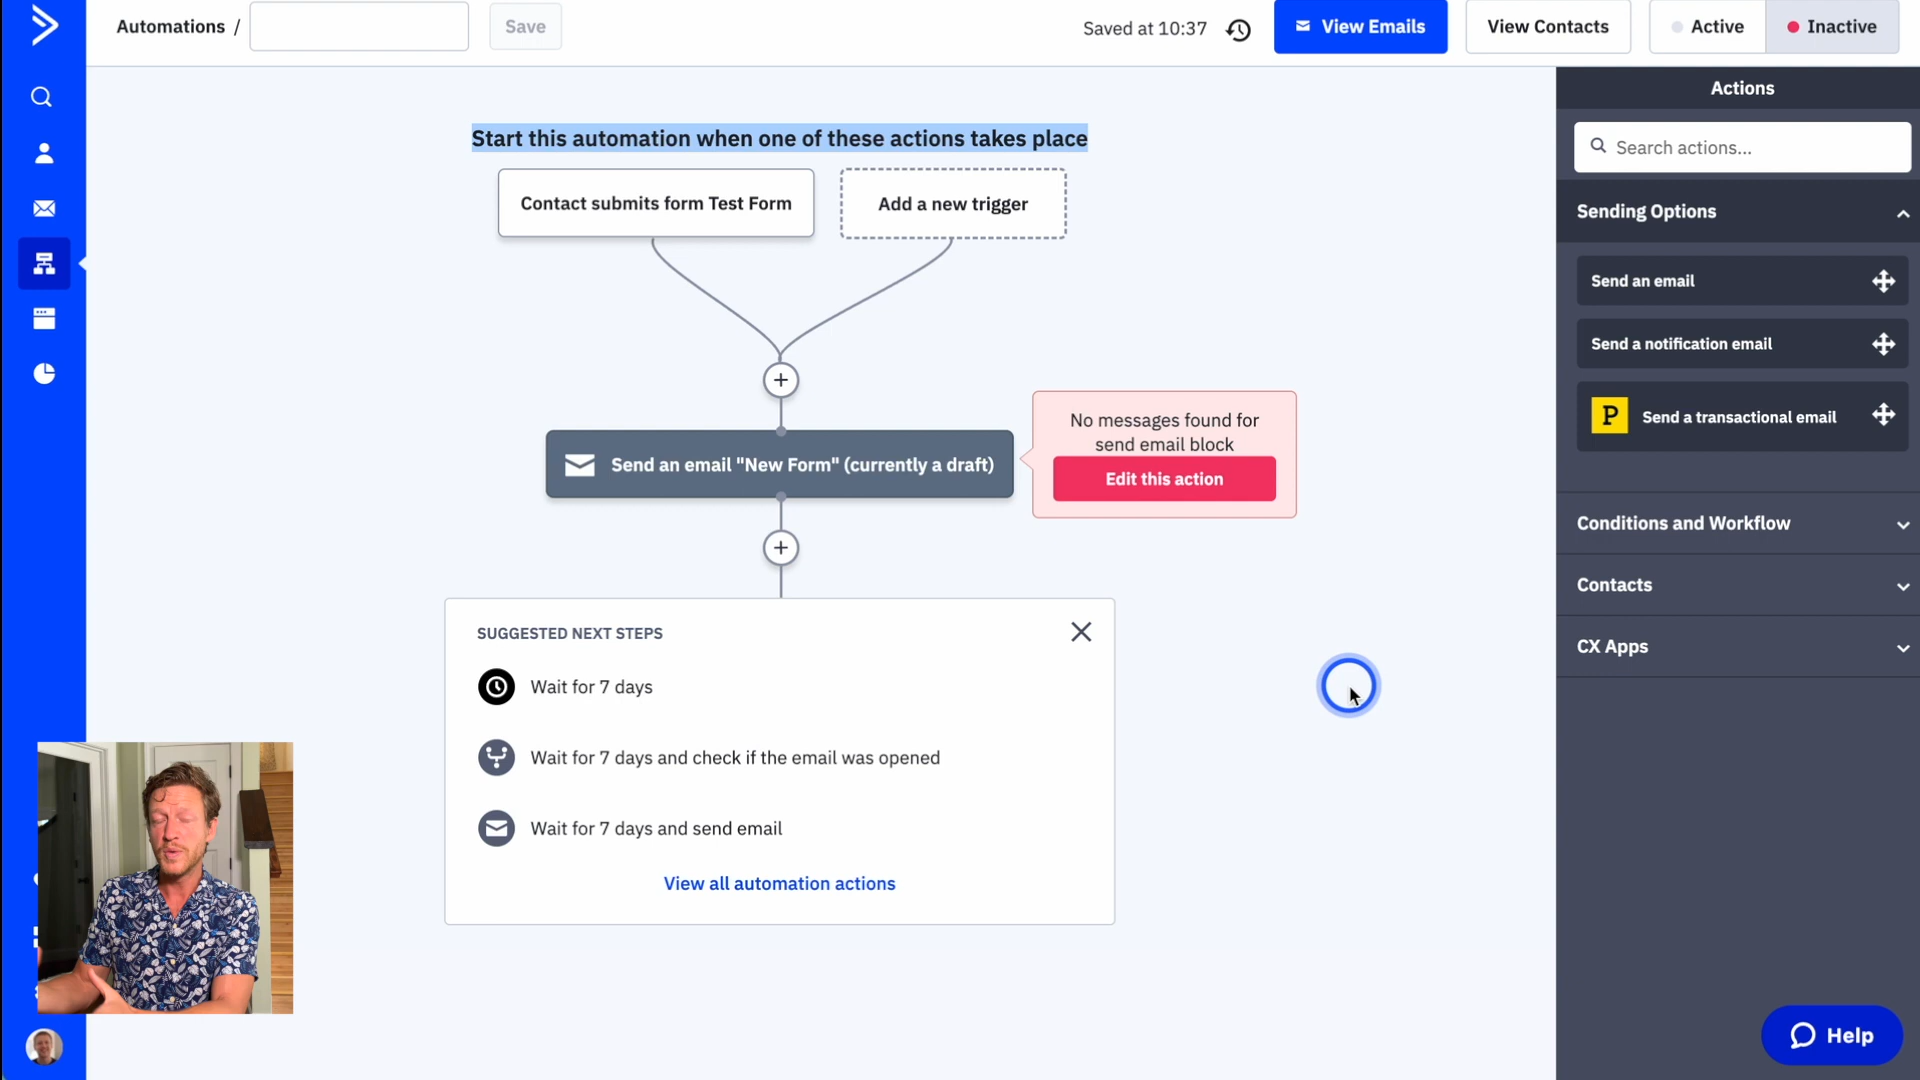 Automations /
Save
Saved at 10:37
View Emails
View Contacts
Active
Inactive
Start this automation when one of these actions takes place
Contact submits form Test Form
Add a new trigger
Send an email "New Form" (currently a draft)
No messages found for
send email block
Edit this action
SUGGESTED NEXT STEPS
Wait for 7 days
Wait for 7 days and check if the email was opened
Wait for 7 days and send email
View all automation actions
Actions
Search actions...
Sending Options
Send an email
Send a notification email
P Send a transactional email
Conditions and Workflow
Contacts
CX Apps
Help